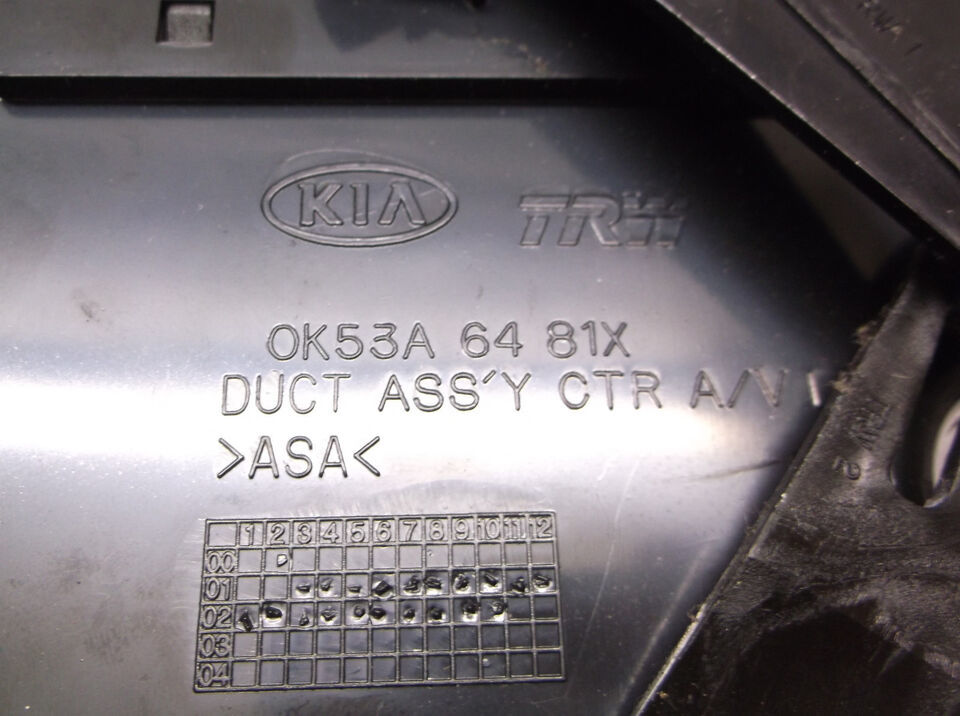 KIA TRW
0K53A 64 81X
DUCT ASS'Y CTR A/V
>ASA<
1 2 3 4 5 6 7 8 9 10 11 12
00
01
02
03
04